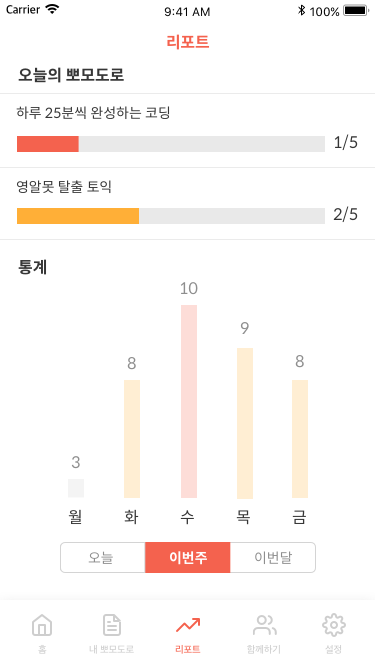 Carrier 9:41 AM 100%
리포트
오늘의 뽀모도로
하루 25분씩 완성하는 코딩
1/5
영알못 탈출 토익
2/5
통계
10
9
8 8
3
월 화 수 목 금
오늘 이번주 이번달
홈 내 뽀모도로 리포트 함께하기 설정